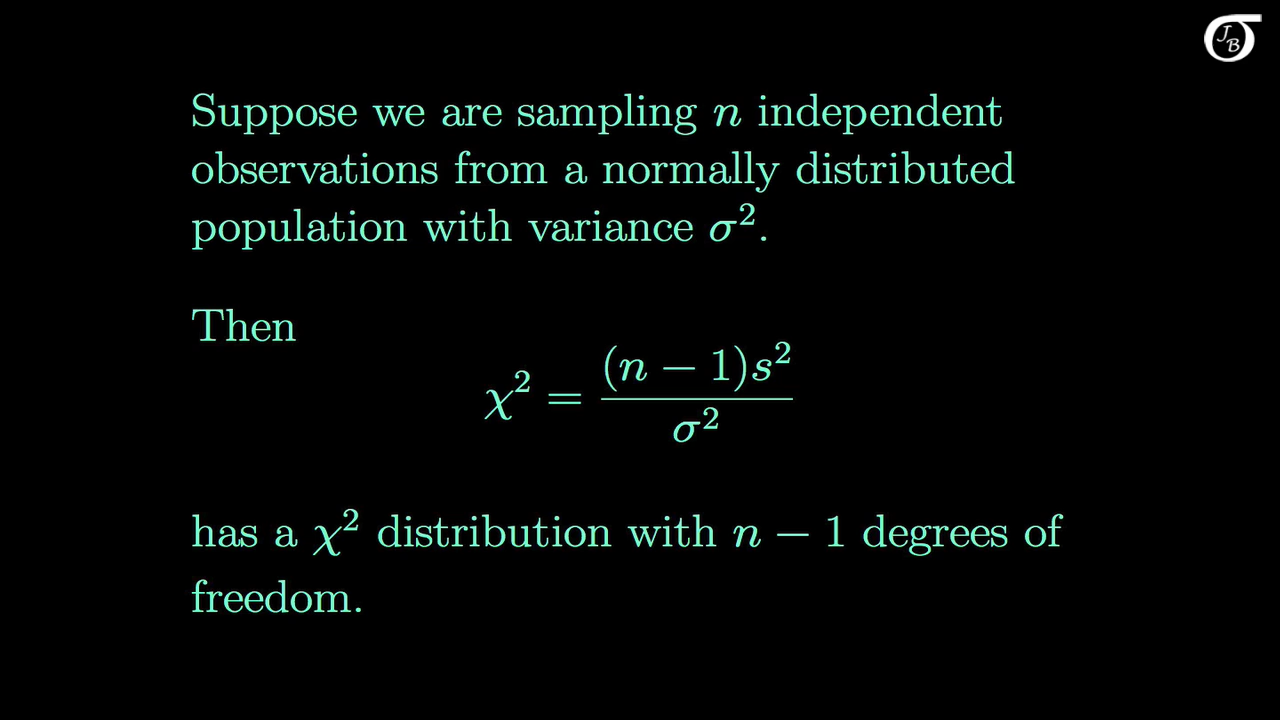 JB
Suppose we are sampling n independent
observations from a normally distributed
population with variance σ².
Then
χ² = (n − 1)s² / σ²
has a χ² distribution with n − 1 degrees of
freedom.